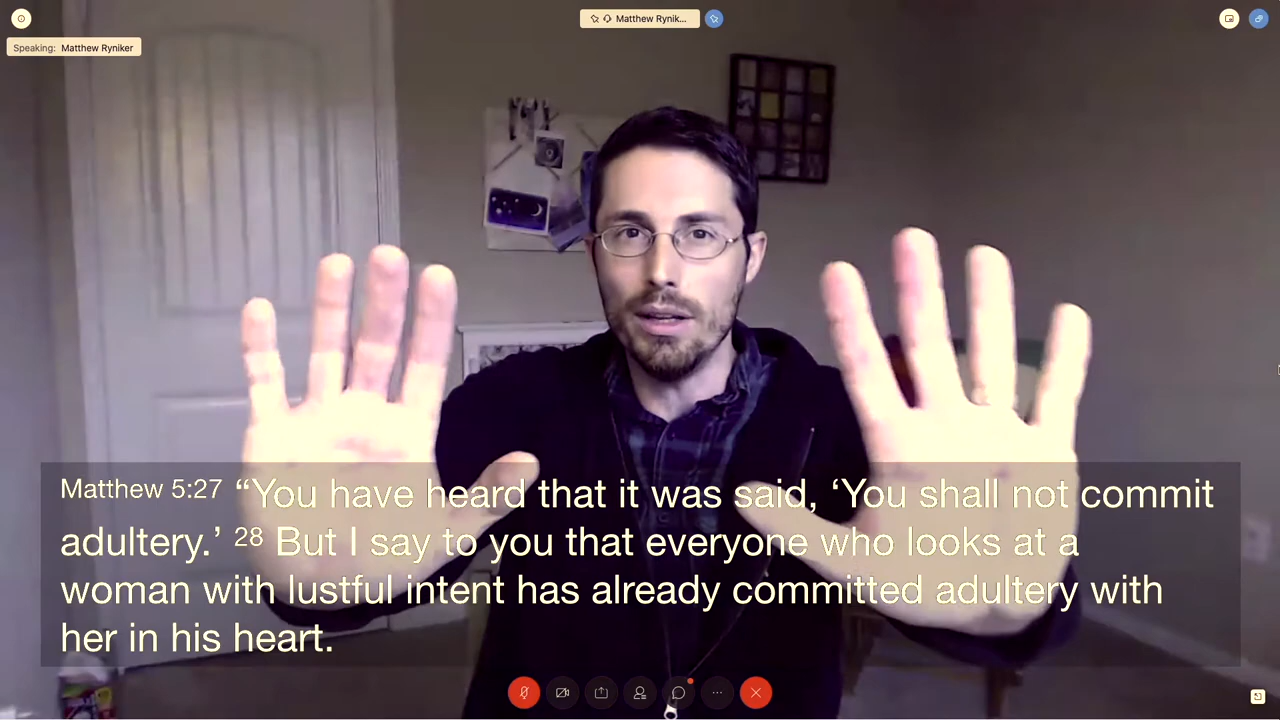 Matthew Rynik...
Speaking: Matthew Ryniker
Matthew 5:27 “You have heard that it was said, ‘You shall not commit
adultery.’ 28 But I say to you that everyone who looks at a
woman with lustful intent has already committed adultery with
her in his heart.